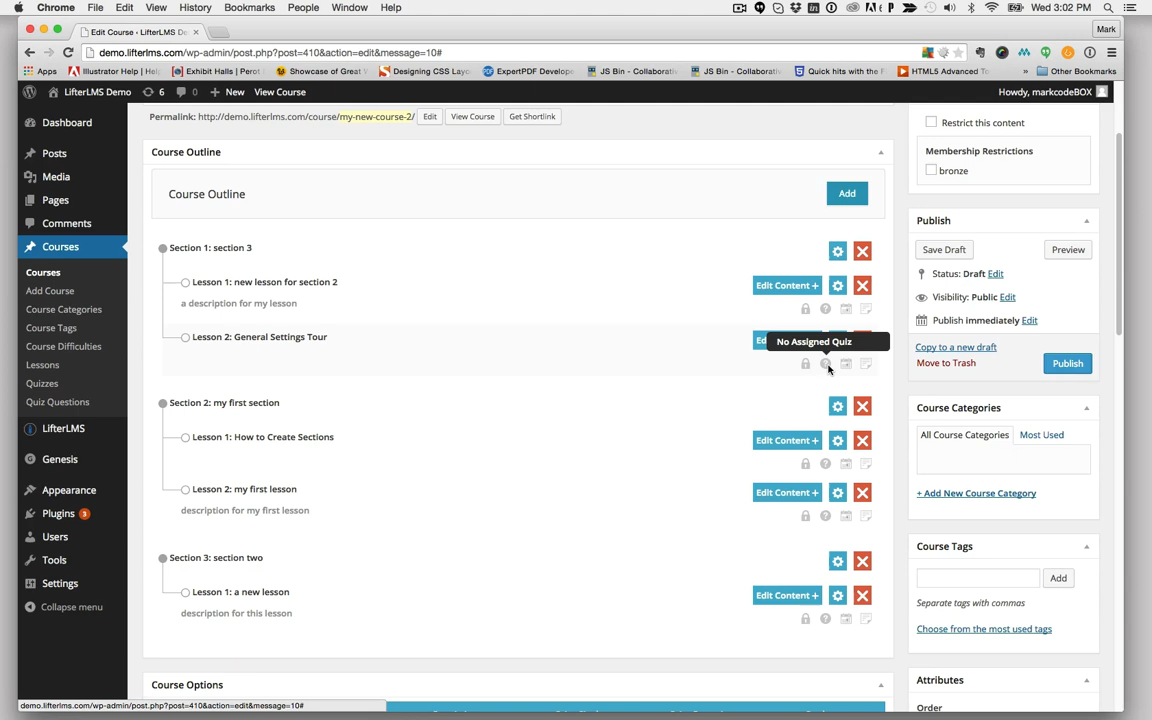 Chrome File Edit View History Bookmarks People Window Help
Wed 3:02 PM
Edit Course ‹ LifterLMS De
Mark
demo.lifterlms.com/wp-admin/post.php?post=410&action=edit&message=10#
Apps Illustrator Help | Hel Exhibit Halls | Perot Showcase of Great V Designing CSS Layo ExpertPDF Develope JS Bin - Collaborativ JS Bin - Collaborativ Quick hits with the F HTML5 Advanced T » Other Bookmarks
LifterLMS Demo 6 0 + New View Course
Howdy, markcodeBOX
Dashboard
Posts
Media
Pages
Comments
Courses
Courses
Add Course
Course Categories
Course Tags
Course Difficulties
Lessons
Quizzes
Quiz Questions
LifterLMS
Genesis
Appearance
Plugins 3
Users
Tools
Settings
Collapse menu
Permalink: http://demo.lifterlms.com/course/my-new-course-2/ Edit View Course Get Shortlink
Course Outline
Course Outline Add
Section 1: section 3
Lesson 1: new lesson for section 2 Edit Content +
a description for my lesson
Lesson 2: General Settings Tour Ed
No Assigned Quiz
Section 2: my first section
Lesson 1: How to Create Sections Edit Content +
Lesson 2: my first lesson Edit Content +
description for my first lesson
Section 3: section two
Lesson 1: a new lesson Edit Content +
description for this lesson
Course Options
Restrict this content
Membership Restrictions
bronze
Publish
Save Draft Preview
Status: Draft Edit
Visibility: Public Edit
Publish immediately Edit
Copy to a new draft
Move to Trash
Publish
Course Categories
All Course Categories Most Used
+ Add New Course Category
Course Tags
Add
Separate tags with commas
Choose from the most used tags
Attributes
Order
demo.lifterlms.com/wp-admin/post.php?post=410&action=edit&message=10#